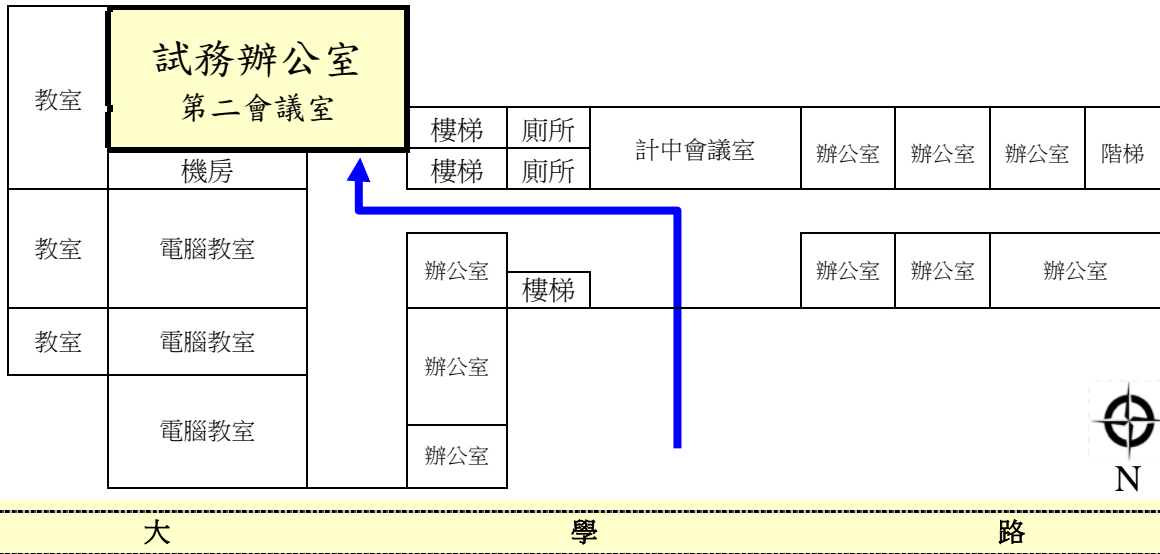 試務辦公室
第二會議室
教室
樓梯
廁所
計中會議室
辦公室
辦公室
辦公室
階梯
機房
樓梯
廁所
教室
電腦教室
辦公室
樓梯
辦公室
辦公室
辦公室
教室
電腦教室
辦公室
電腦教室
辦公室
N
大學路